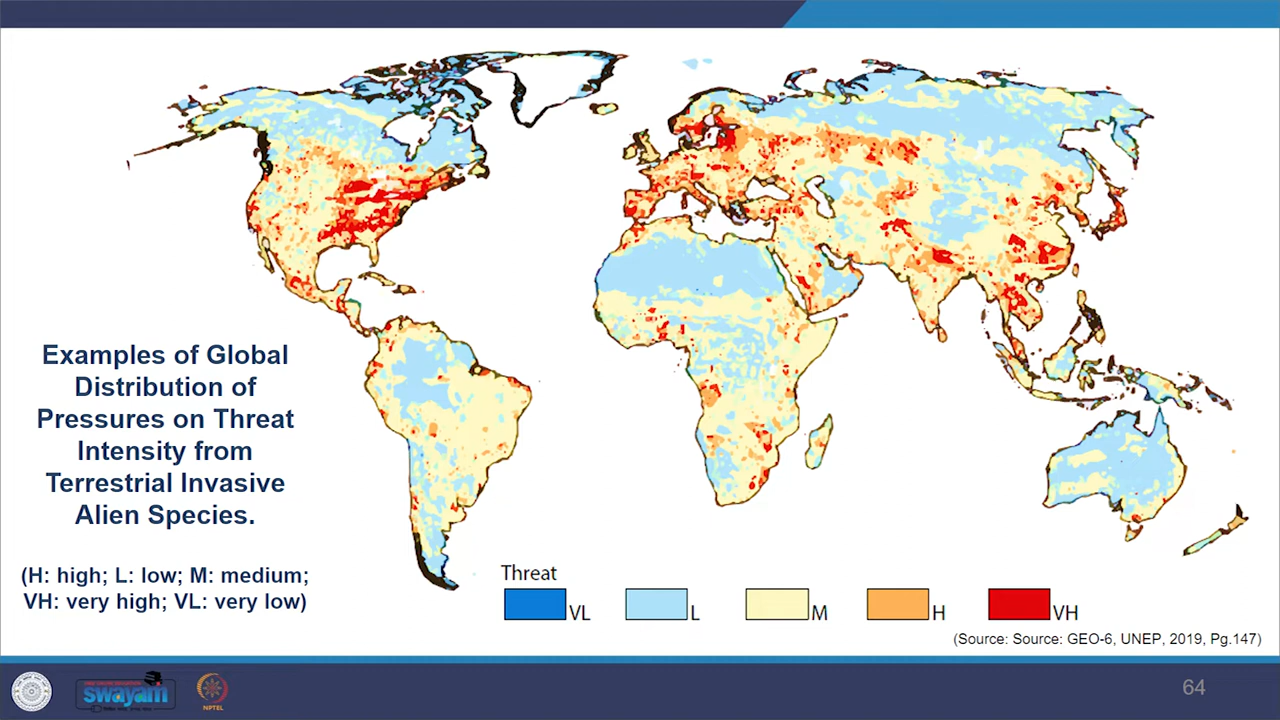 Examples of Global
Distribution of
Pressures on Threat
Intensity from
Terrestrial Invasive
Alien Species.
(H: high; L: low; M: medium;
VH: very high; VL: very low)
Threat
VL
L
M
H
VH
(Source: Source: GEO-6, UNEP, 2019, Pg.147)
swayam
NPTEL
64